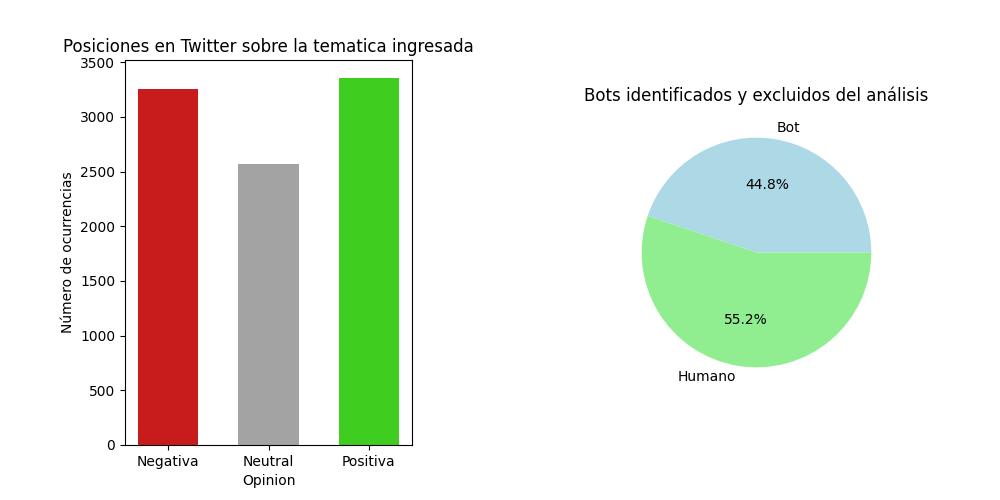 Posiciones en Twitter sobre la tematica ingresada
Número de ocurrencias
3500
3000
2500
2000
1500
1000
500
0
Negativa
Neutral
Positiva
Opinion
Bots identificados y excluidos del análisis
Bot
44.8%
55.2%
Humano